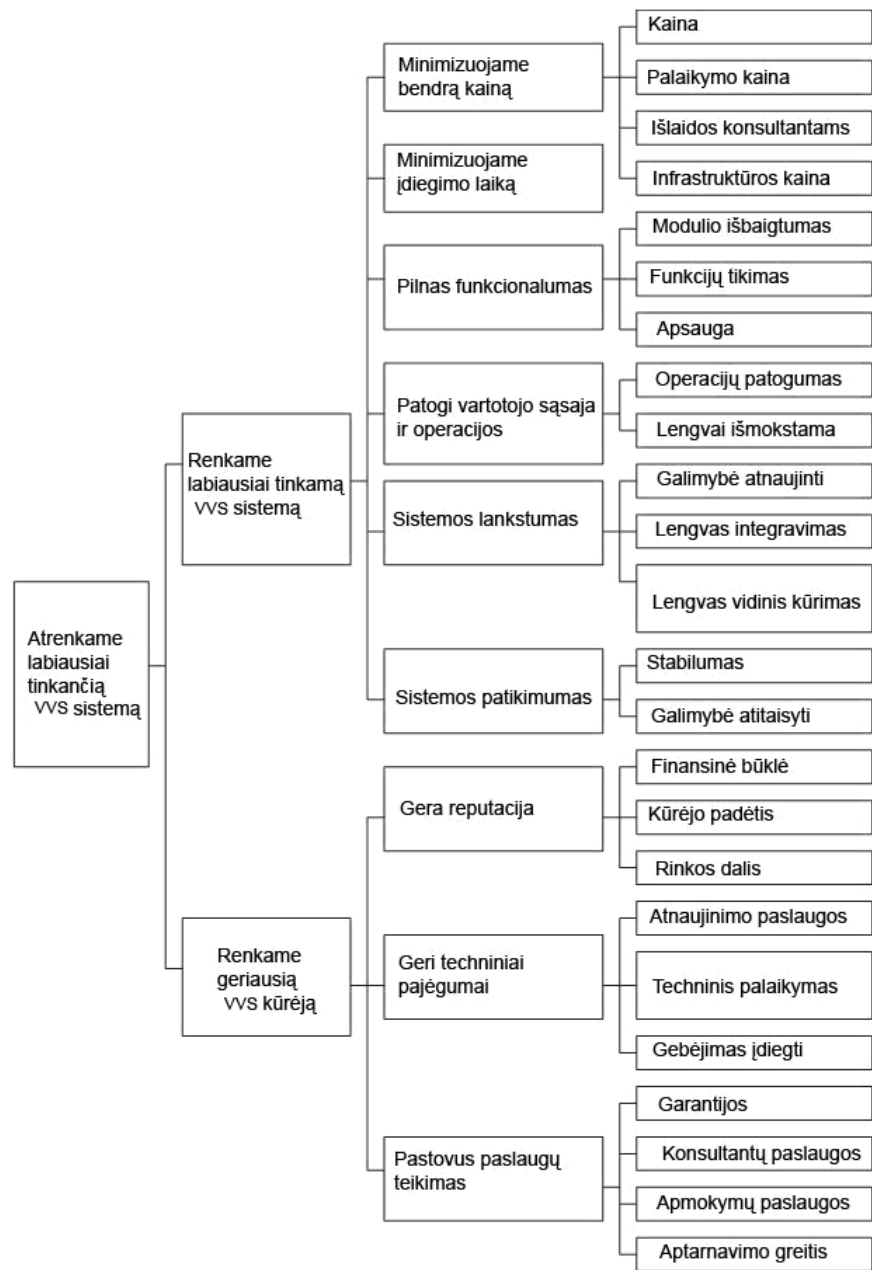 Atrenkame
labiausiai
tinkančią
VVS sistemą
Renkame
labiausiai tinkamą
VVS sistemą
Minimizuojame
bendrą kainą
Kaina
Palaikymo kaina
Išlaidos konsultantams
Infrastruktūros kaina
Minimizuojame
įdiegimo laiką
Pilnas funkcionalumas
Modulio išbaigtumas
Funkcijų tikimas
Apsauga
Patogi vartotojo sąsaja
ir operacijos
Operacijų patogumas
Lengvai išmokstama
Sistemos lankstumas
Galimybė atnaujinti
Lengvas integravimas
Lengvas vidinis kūrimas
Sistemos patikimumas
Stabilumas
Galimybė atitaisyti
Renkame
geriausią
VVS kūrėją
Gera reputacija
Finansinė būklė
Kūrėjo padėtis
Rinkos dalis
Geri techniniai
pajėgumai
Atnaujinimo paslaugos
Techninis palaikymas
Gebėjimas įdiegti
Pastovus paslaugų
teikimas
Garantijos
Konsultantų paslaugos
Apmokymų paslaugos
Aptarnavimo greitis